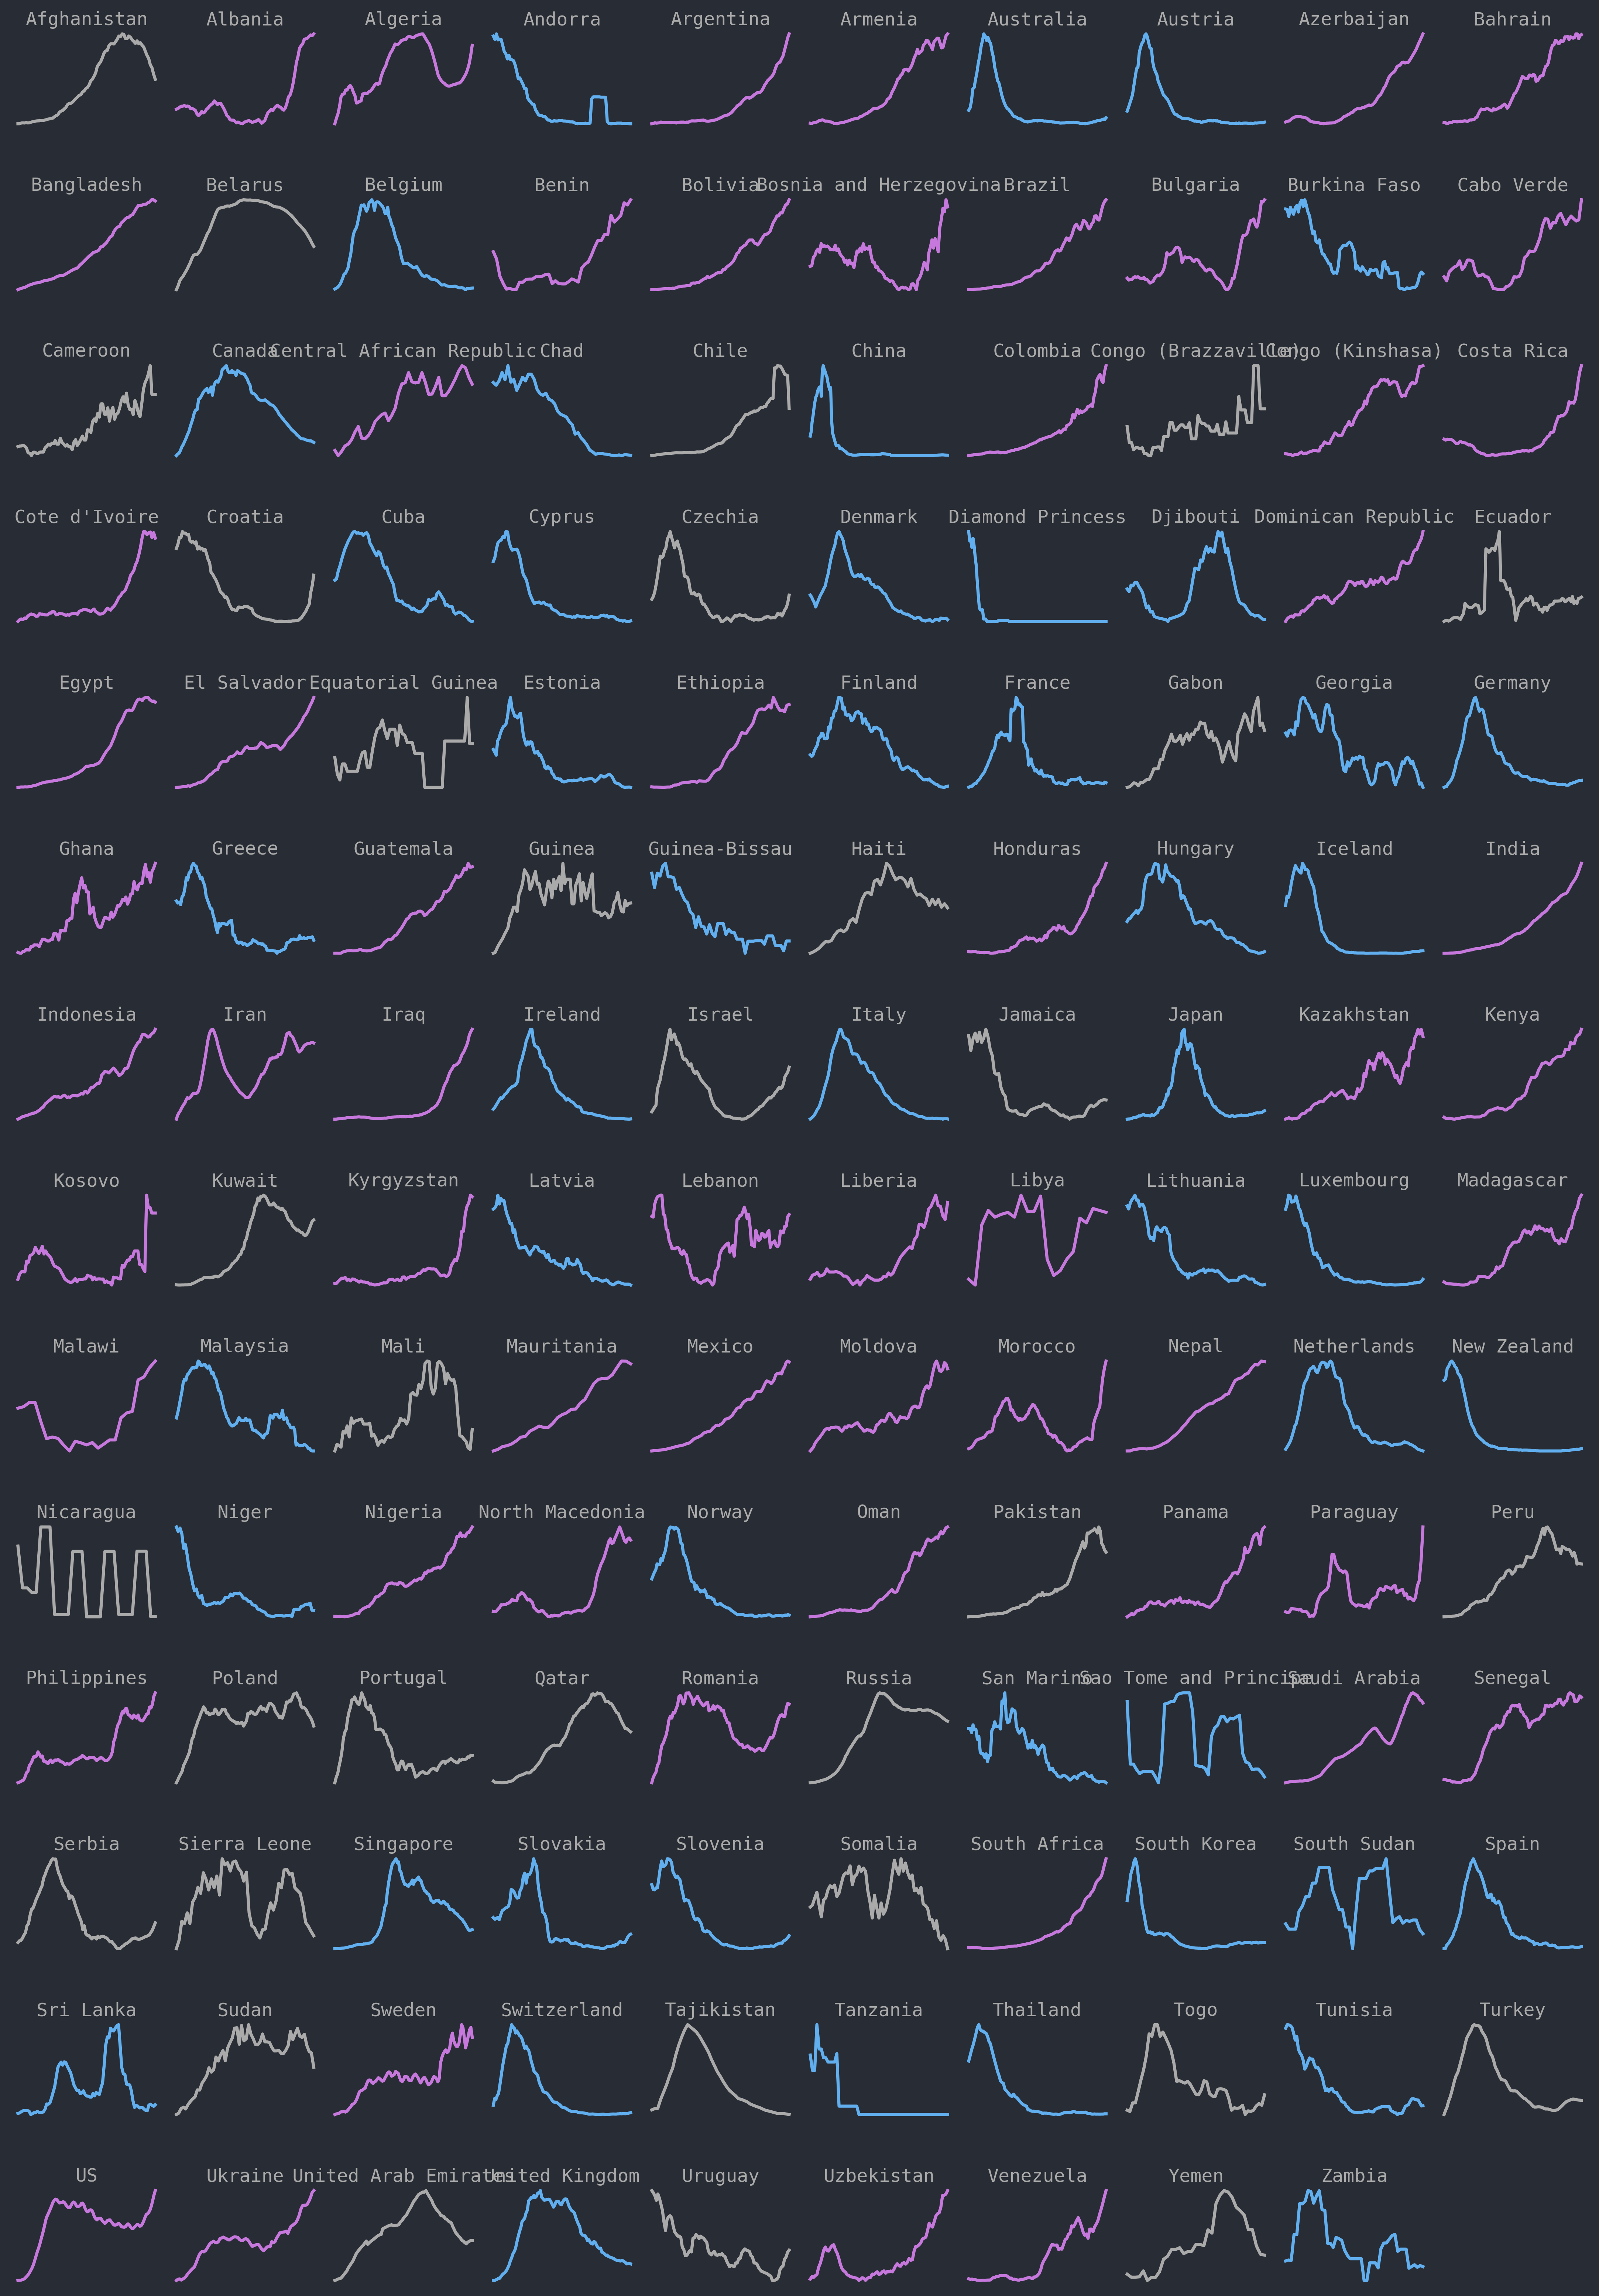 Afghanistan Albania Algeria Andorra Argentina Armenia Australia Austria Azerbaijan Bahrain
Bangladesh Belarus Belgium Benin Bolivia Bosnia and Herzegovina Brazil Bulgaria Burkina Faso Cabo Verde
Cameroon Canada Central African Republic Chad Chile China Colombia Congo (Brazzaville) Congo (Kinshasa) Costa Rica
Cote d'Ivoire Croatia Cuba Cyprus Czechia Denmark Diamond Princess Djibouti Dominican Republic Ecuador
Egypt El Salvador Equatorial Guinea Estonia Ethiopia Finland France Gabon Georgia Germany
Ghana Greece Guatemala Guinea Guinea-Bissau Haiti Honduras Hungary Iceland India
Indonesia Iran Iraq Ireland Israel Italy Jamaica Japan Kazakhstan Kenya
Kosovo Kuwait Kyrgyzstan Latvia Lebanon Liberia Libya Lithuania Luxembourg Madagascar
Malawi Malaysia Mali Mauritania Mexico Moldova Morocco Nepal Netherlands New Zealand
Nicaragua Niger Nigeria North Macedonia Norway Oman Pakistan Panama Paraguay Peru
Philippines Poland Portugal Qatar Romania Russia San Marino Sao Tome and Principe Saudi Arabia Senegal
Serbia Sierra Leone Singapore Slovakia Slovenia Somalia South Africa South Korea South Sudan Spain
Sri Lanka Sudan Sweden Switzerland Tajikistan Tanzania Thailand Togo Tunisia Turkey
US Ukraine United Arab Emirates United Kingdom Uruguay Uzbekistan Venezuela Yemen Zambia